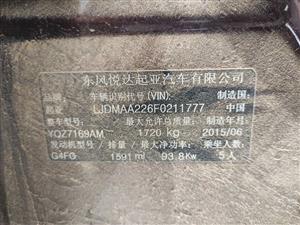 东风悦达起亚汽车有限公司
品牌: 车辆识别代号(VIN): 制造国:
起亚 LJDMAA226F0211777 中国
整车型号: 最大允许总质量: 制造年月:
YQZ7169AM 1720 kg 2015/06
发动机型号/排量/最大净功率: 乘坐人数:
G4FG 1591 ml 93.8Kw 5人